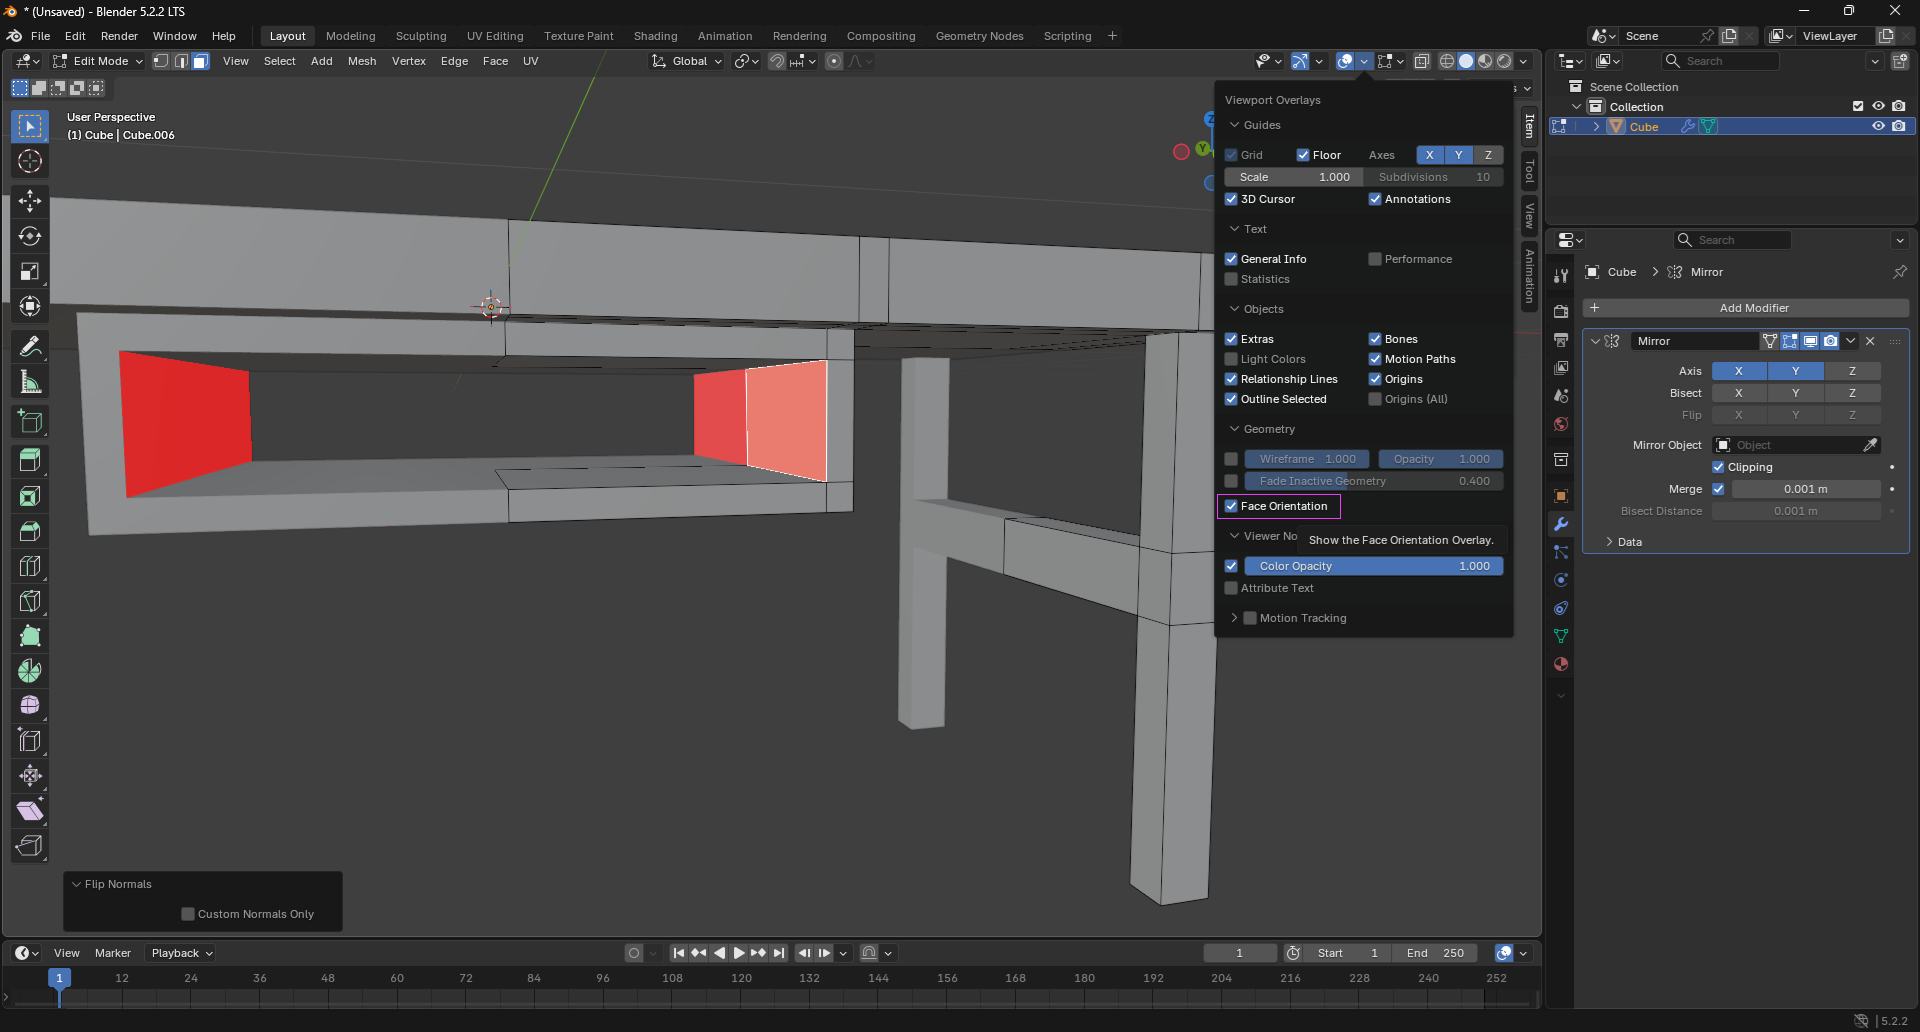 * (Unsaved) - Blender 5.2.2 LTS
File Edit Render Window Help Layout Modeling Sculpting UV Editing Texture Paint Shading Animation Rendering Compositing Geometry Nodes Scripting + Scene ViewLayer
Edit Mode View Select Add Mesh Vertex Edge Face UV Global
Search
User Perspective
(1) Cube | Cube.006
Z
Y
Viewport Overlays
Guides
Grid Floor Axes X Y Z
Scale 1.000 Subdivisions 10
3D Cursor Annotations
Text
General Info Performance
Statistics
Objects
Extras Bones
Light Colors Motion Paths
Relationship Lines Origins
Outline Selected Origins (All)
Geometry
Wireframe 1.000 Opacity 1.000
Fade Inactive Geometry 0.400
Face Orientation
Viewer No
Show the Face Orientation Overlay.
Color Opacity 1.000
Attribute Text
Motion Tracking
Item
Tool
View
Animation
Scene Collection
Collection
Cube
Search
Cube > Mirror
+ Add Modifier
Mirror
Axis X Y Z
Bisect X Y Z
Flip X Y Z
Mirror Object Object
Clipping
Merge 0.001 m
Bisect Distance 0.001 m
Data
Flip Normals
Custom Normals Only
View Marker Playback 1 Start 1 End 250
1 12 24 36 48 60 72 84 96 108 120 132 144 156 168 180 192 204 216 228 240 252
5.2.2